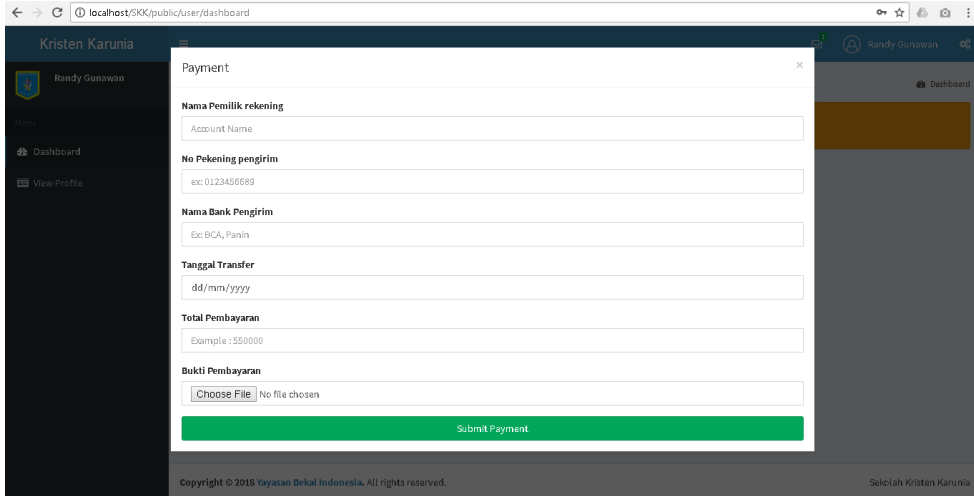 localhost/SKK/public/user/dashboard
Kristen Karunia
Randy Gunawan
Randy Gunawan
Menu
Dashboard
View Profile
Dashboard
Payment
×
Nama Pemilik rekening
Account Name
No Pekening pengirim
ex: 0123456689
Nama Bank Pengirim
Ex: BCA, Panin
Tanggal Transfer
dd/mm/yyyy
Total Pembayaran
Example : 550000
Bukti Pembayaran
Choose File No file chosen
Submit Payment
Copyright © 2016 Yayasan Bekal Indonesia. All rights reserved.
Sekolah Kristen Karunia